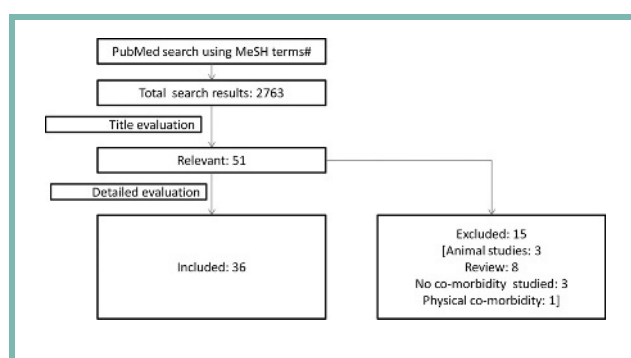 PubMed search using MeSH terms#
Total search results: 2763
Title evaluation
Relevant: 51
Detailed evaluation
Included: 36
Excluded: 15
[Animal studies: 3
Review: 8
No co-morbidity studied: 3
Physical co-morbidity: 1]